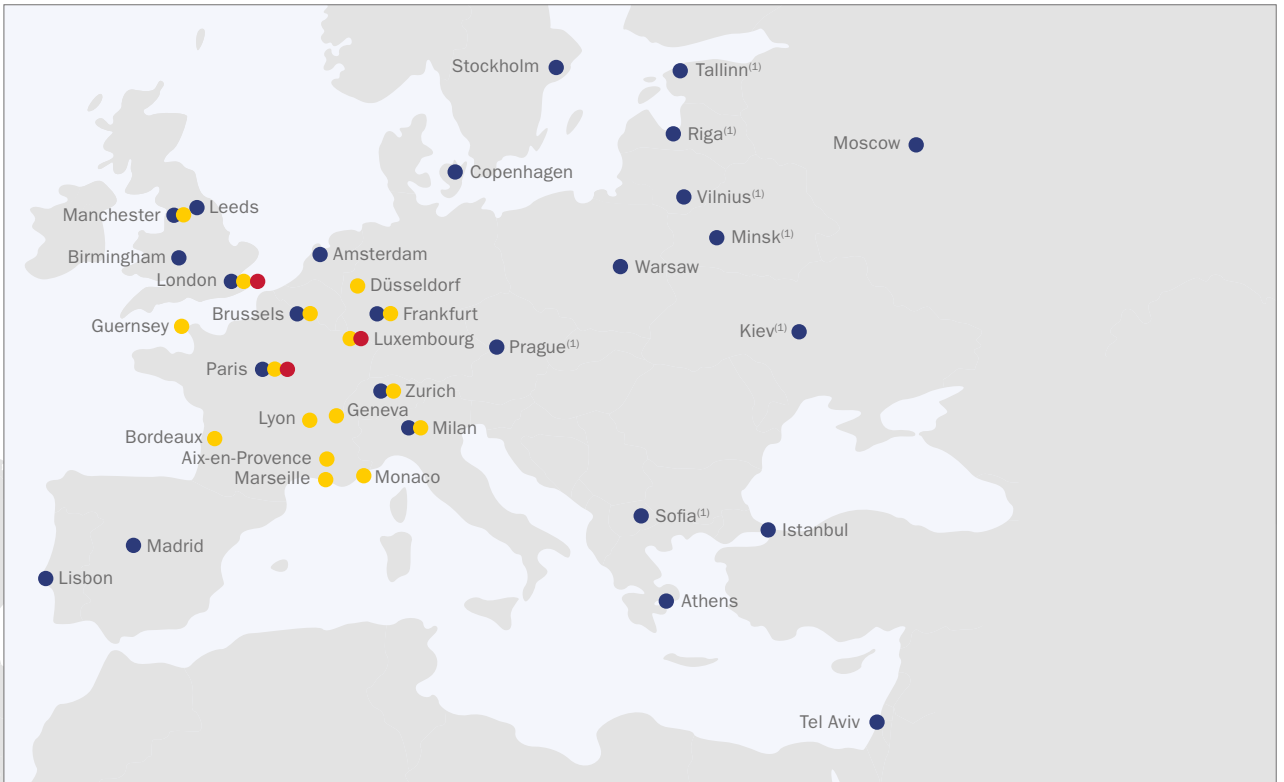 Stockholm
Tallinn(1)
Riga(1)
Moscow
Copenhagen
Vilnius(1)
Leeds
Manchester
Minsk(1)
Birmingham
Amsterdam
Warsaw
London
Düsseldorf
Brussels
Frankfurt
Guernsey
Kiev(1)
Luxembourg
Prague(1)
Paris
Zurich
Geneva
Lyon
Milan
Bordeaux
Aix-en-Provence
Marseille
Monaco
Sofia(1)
Istanbul
Madrid
Lisbon
Athens
Tel Aviv